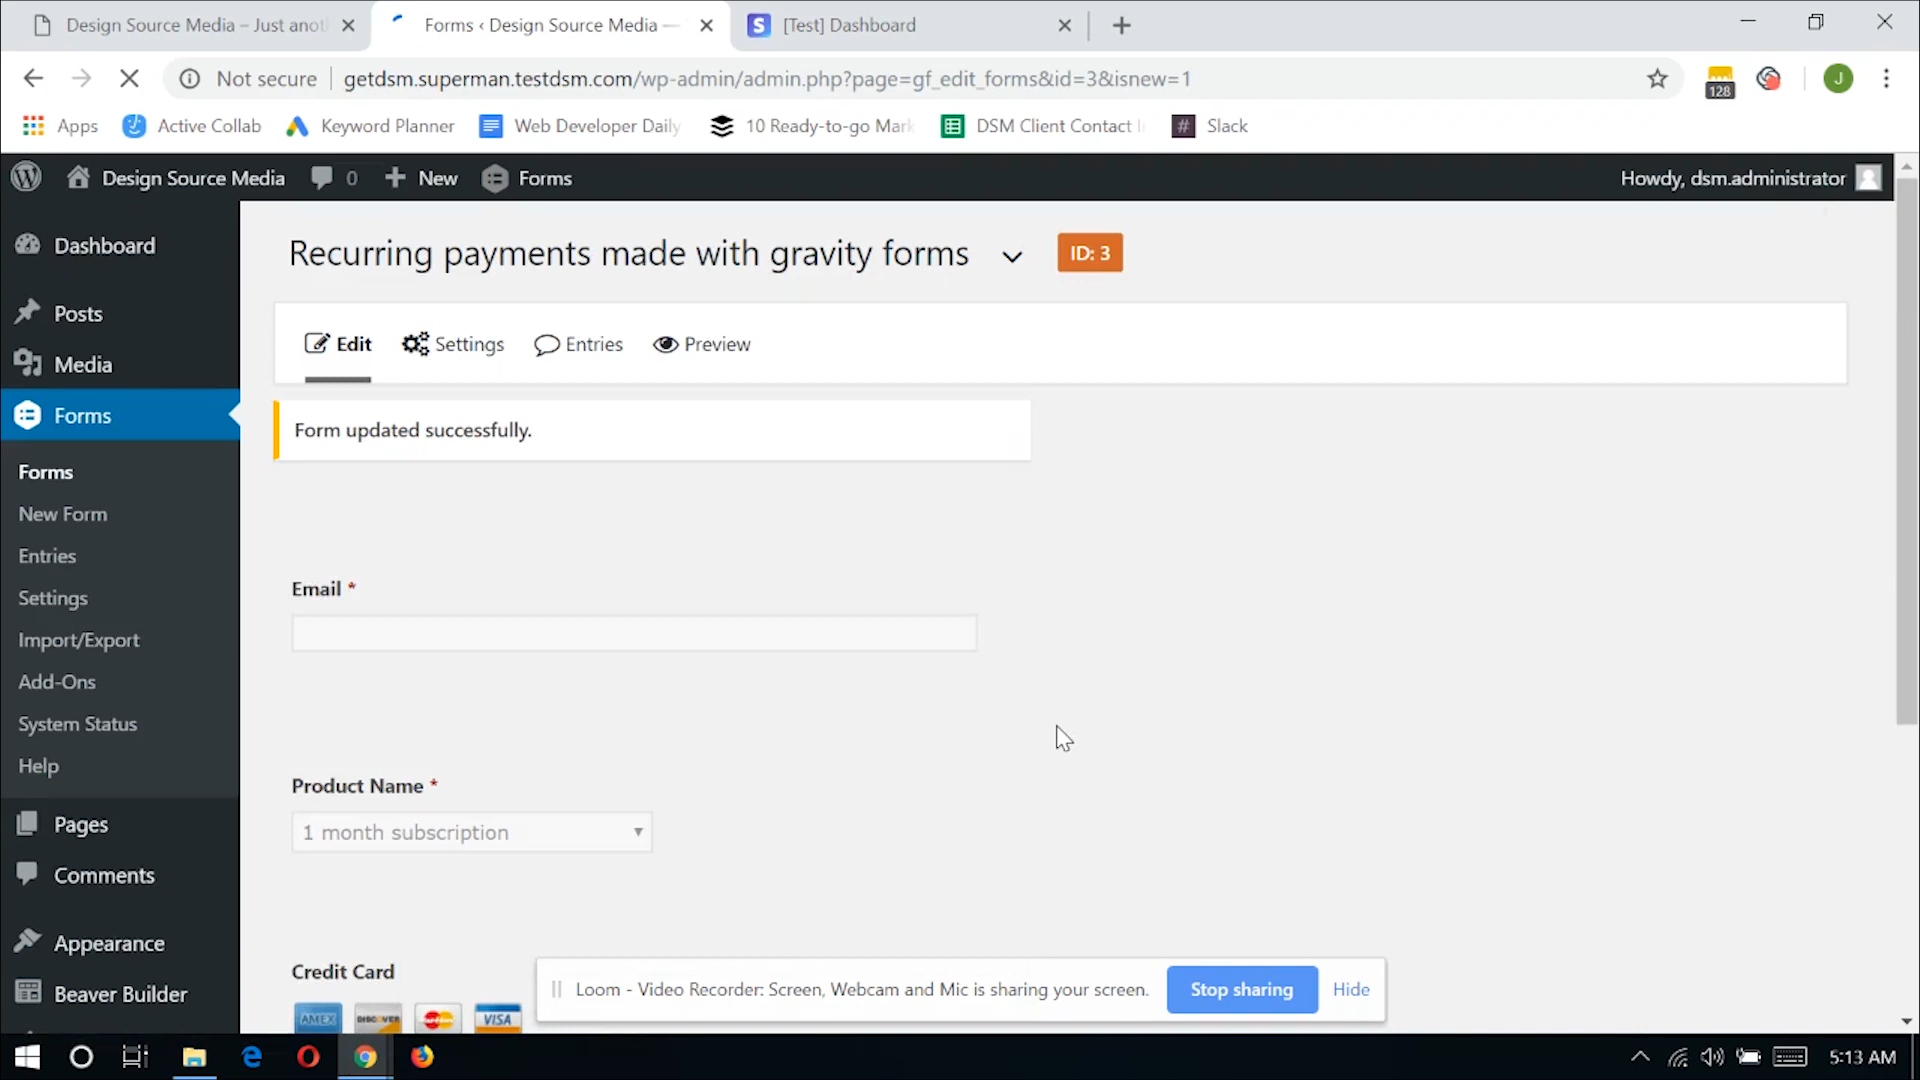 Design Source Media – Just anot
Forms ‹ Design Source Media —
S [Test] Dashboard
Not secure getdsm.superman.testdsm.com/wp-admin/admin.php?page=gf_edit_forms&id=3&isnew=1
128
J
Apps Active Collab Keyword Planner Web Developer Daily 10 Ready-to-go Mark DSM Client Contact I # Slack
Design Source Media 0 New Forms Howdy, dsm.administrator
Dashboard
Posts
Media
Forms
Forms
New Form
Entries
Settings
Import/Export
Add-Ons
System Status
Help
Pages
Comments
Appearance
Beaver Builder
Recurring payments made with gravity forms ID: 3
Edit Settings Entries Preview
Form updated successfully.
Email *
Product Name *
1 month subscription
Credit Card
AMEX DISCOVER MasterCard VISA
Loom - Video Recorder: Screen, Webcam and Mic is sharing your screen. Stop sharing Hide
5:13 AM